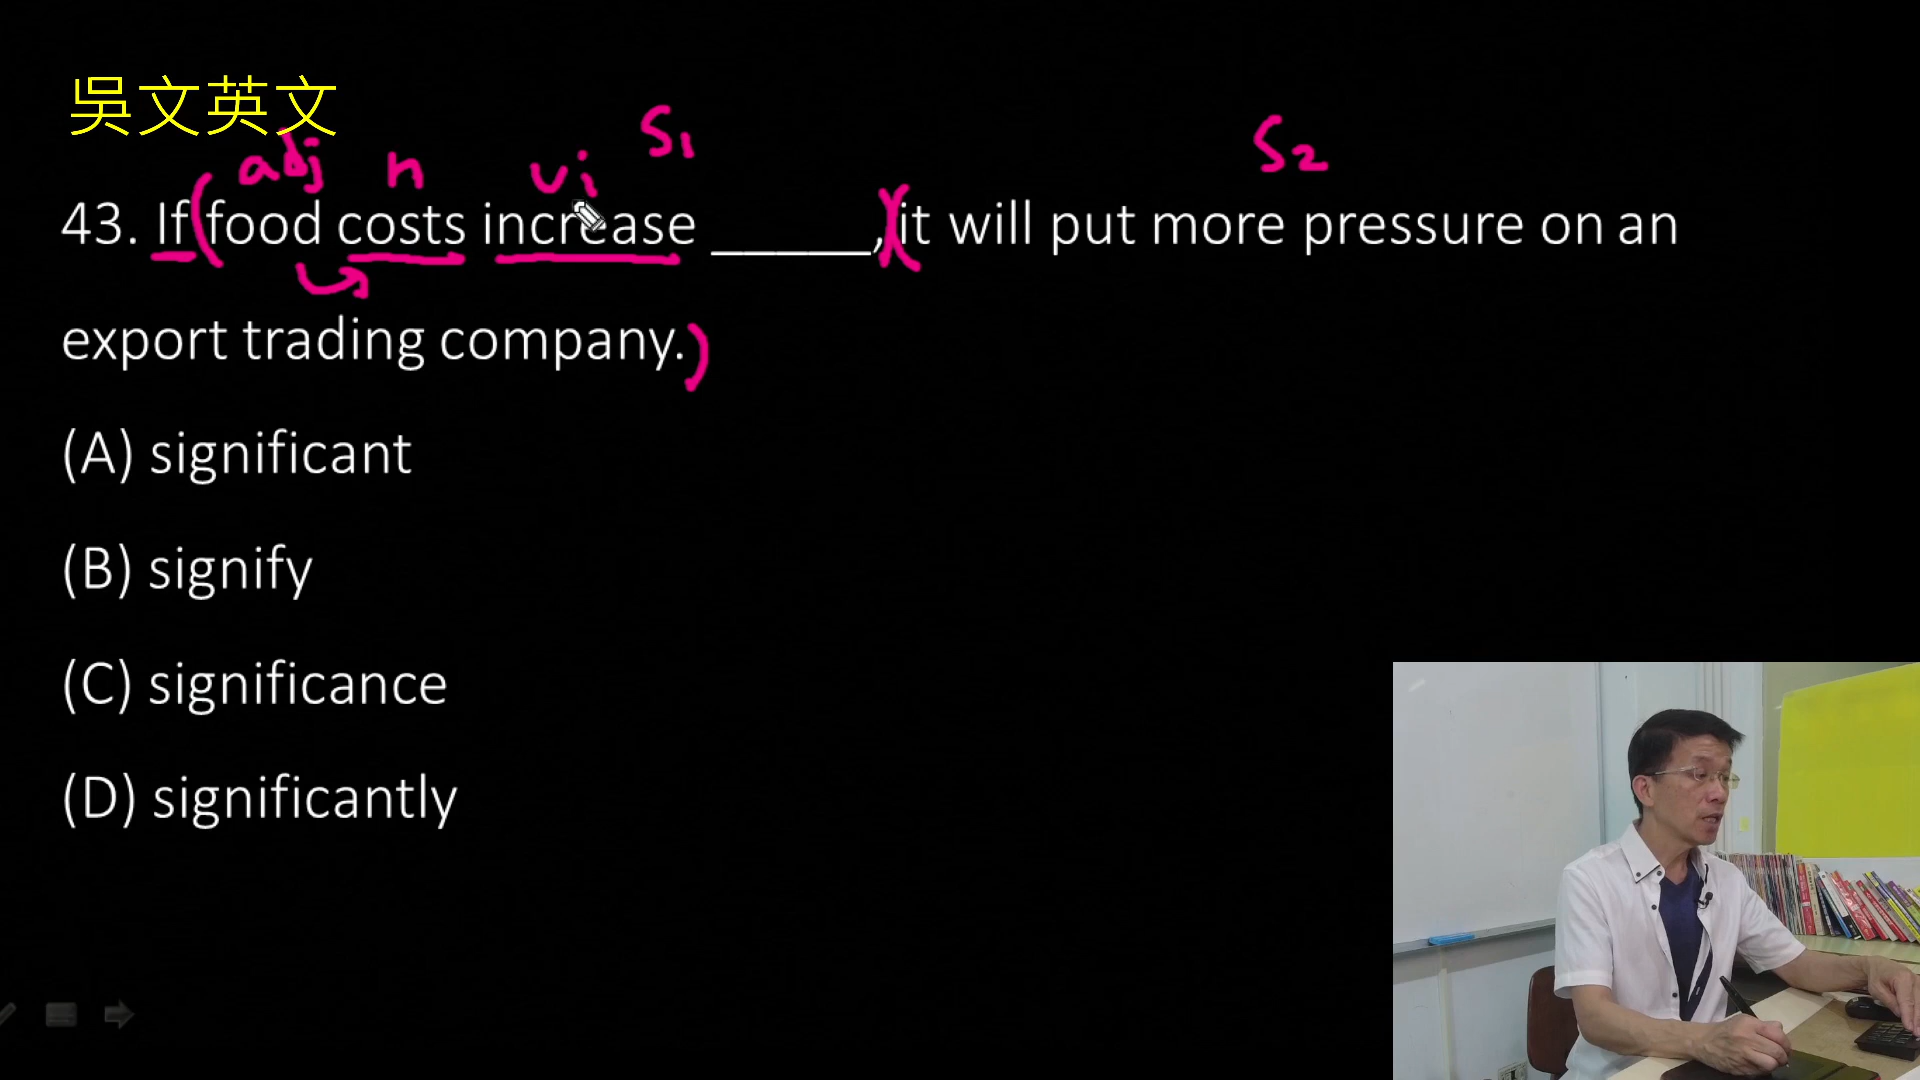 吳文英文
adj n vi S1 S2
43. If (food costs increase _____,)(it will put more pressure on an
export trading company.)
(A) significant
(B) signify
(C) significance
(D) significantly